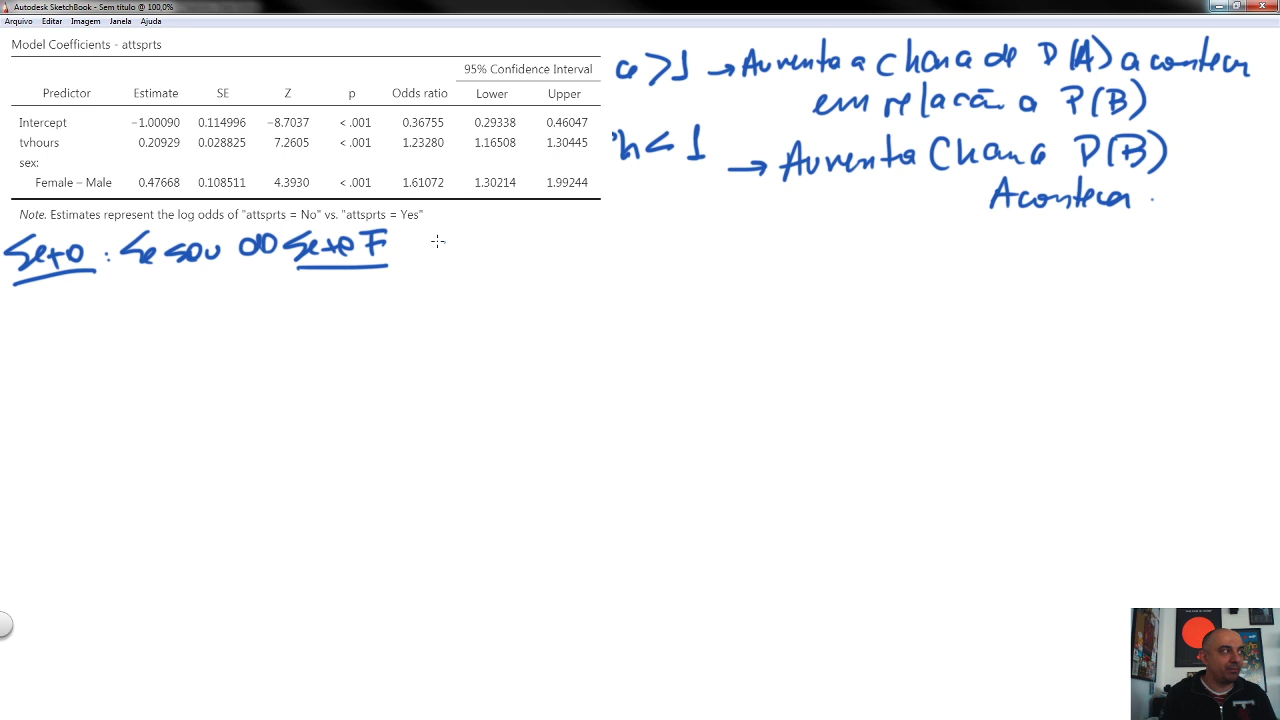 Autodesk SketchBook - Sem título @ 100,0%
Arquivo Editar Imagem Janela Ajuda
Model Coefficients - attsprts
95% Confidence Interval
Predictor Estimate SE Z p Odds ratio Lower Upper
Intercept −1.00090 0.114996 −8.7037 < .001 0.36755 0.29338 0.46047
tvhours 0.20929 0.028825 7.2605 < .001 1.23280 1.16508 1.30445
sex:
Female – Male 0.47668 0.108511 4.3930 < .001 1.61072 1.30214 1.99244
Note. Estimates represent the log odds of "attsprts = No" vs. "attsprts = Yes"
>1 → Aumenta a Chance de P(A) acontecer
em relação a P(B)
<1 → Aumenta Chance P(B)
Acontecer.
Sexo: Se sou do Sexo F